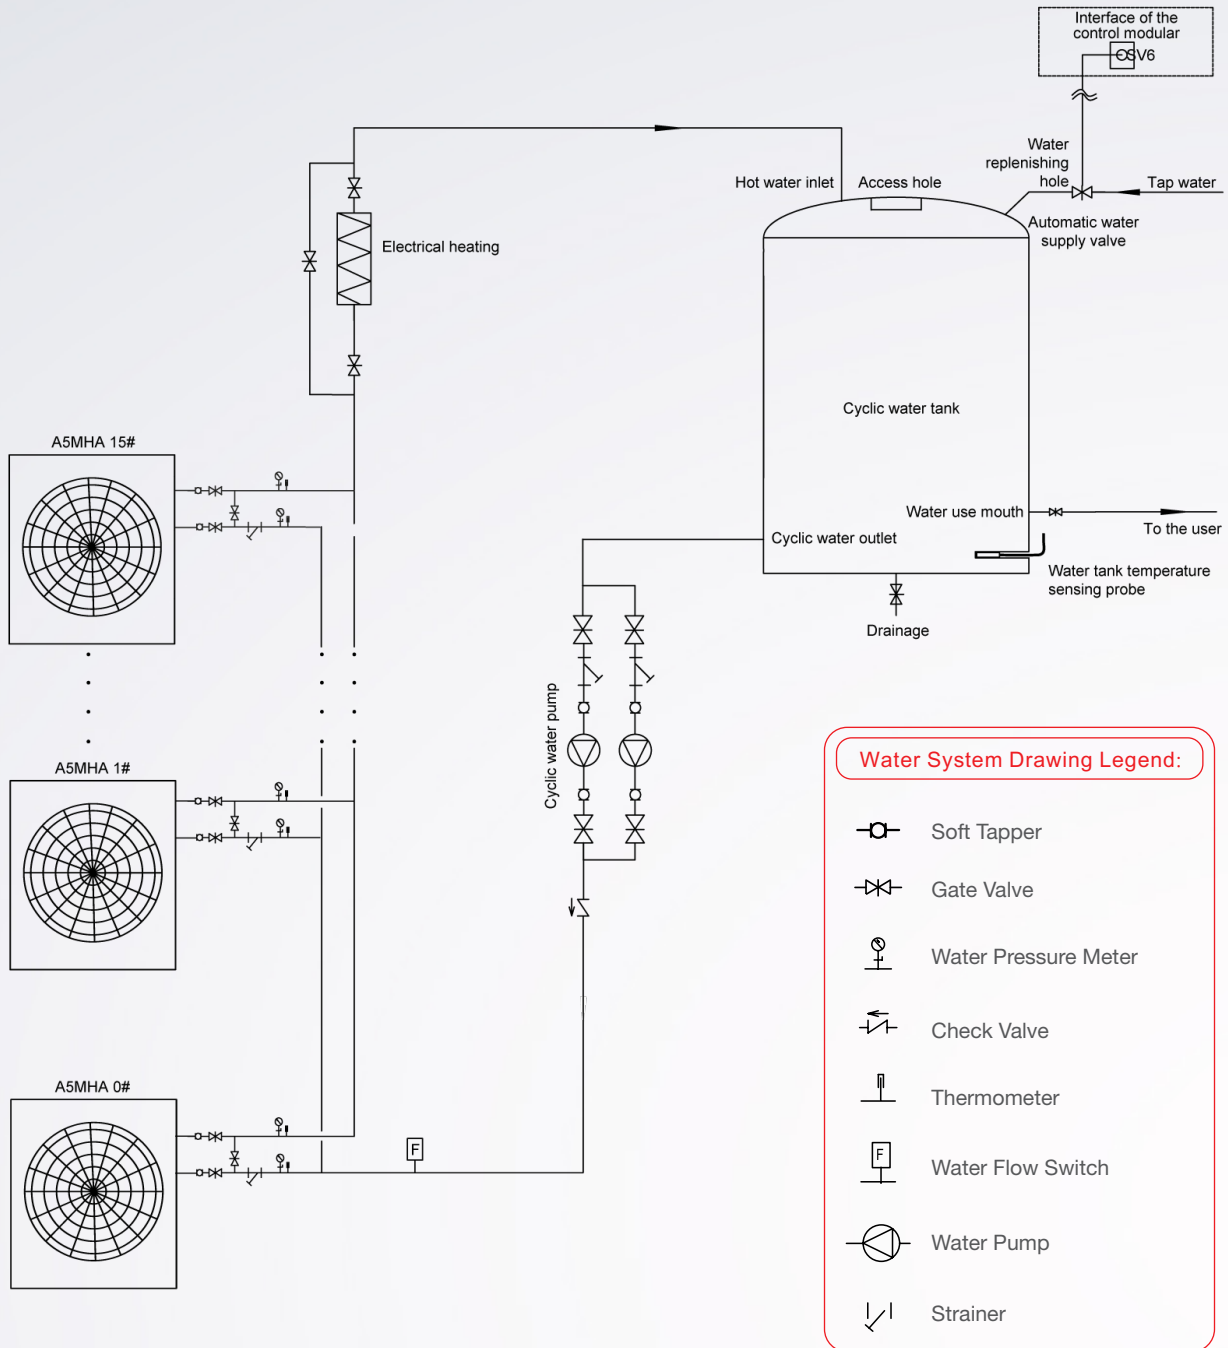 Interface of the
control modular
SV6
Water
replenishing
hole
Hot water inlet
Access hole
Tap water
Automatic water
supply valve
Electrical heating
Cyclic water tank
A5MHA 15#
Water use mouth
To the user
Cyclic water outlet
Water tank temperature
sensing probe
Drainage
Cyclic water pump
A5MHA 1#
A5MHA 0#
F
Water System Drawing Legend:
Soft Tapper
Gate Valve
Water Pressure Meter
Check Valve
Thermometer
F
Water Flow Switch
Water Pump
Strainer